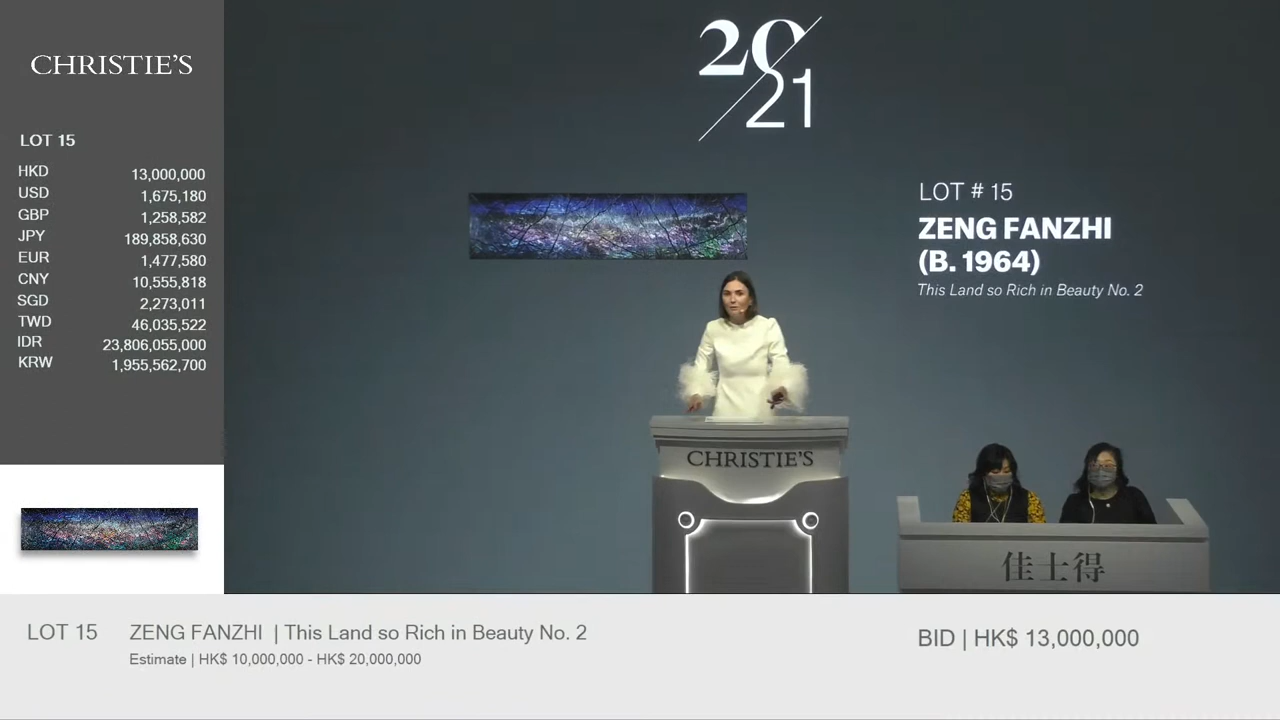 CHRISTIE'S
LOT 15
HKD 13,000,000
USD 1,675,180
GBP 1,258,582
JPY 189,858,630
EUR 1,477,580
CNY 10,555,818
SGD 2,273,011
TWD 46,035,522
IDR 23,806,055,000
KRW 1,955,562,700
20
21
LOT # 15
ZENG FANZHI
(B. 1964)
This Land so Rich in Beauty No. 2
CHRISTIE'S
佳士得
LOT 15 ZENG FANZHI | This Land so Rich in Beauty No. 2
Estimate | HK$ 10,000,000 - HK$ 20,000,000
BID | HK$ 13,000,000